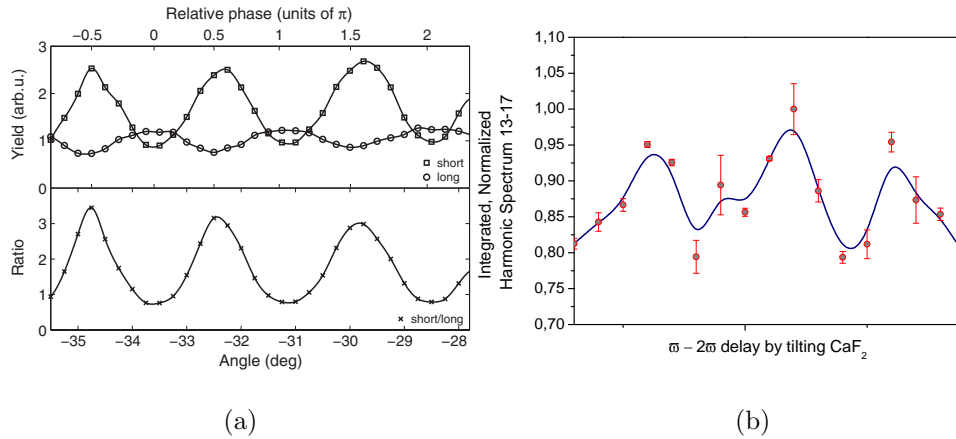 Relative phase (units of π)
−0.5 0 0.5 1 1.5 2
3
2
1
0
Yield (arb.u.)
short
long
3
2
1
0
Ratio
short/long
−35 −34 −33 −32 −31 −30 −29 −28
Angle (deg)
(a)
1,10
1,05
1,00
0,95
0,90
0,85
0,80
0,75
0,70
Integrated, Normalized
Harmonic Spectrum 13-17
ϖ − 2ϖ delay by tilting CaF₂
(b)